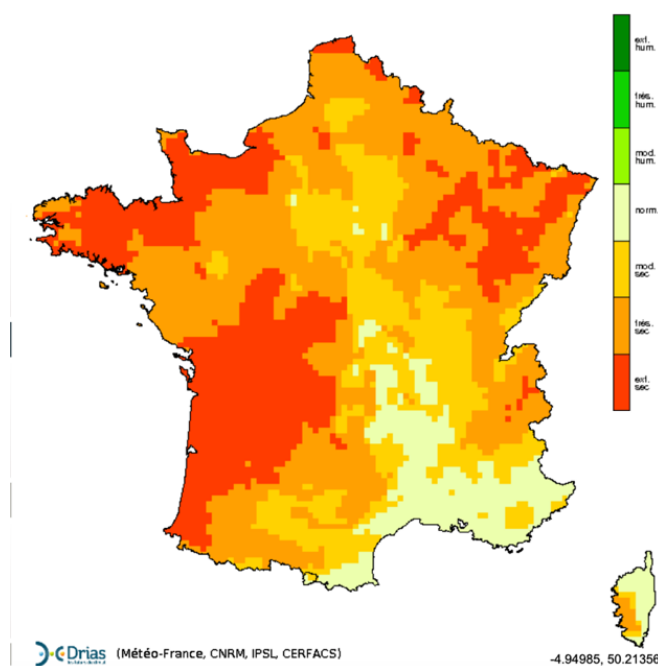 ext.
hum.
très.
hum.
mod.
hum.
norm.
mod.
sec
très.
sec
ext.
sec
Drias
(Météo-France, CNRM, IPSL, CERFACS)
-4.94985, 50.21356